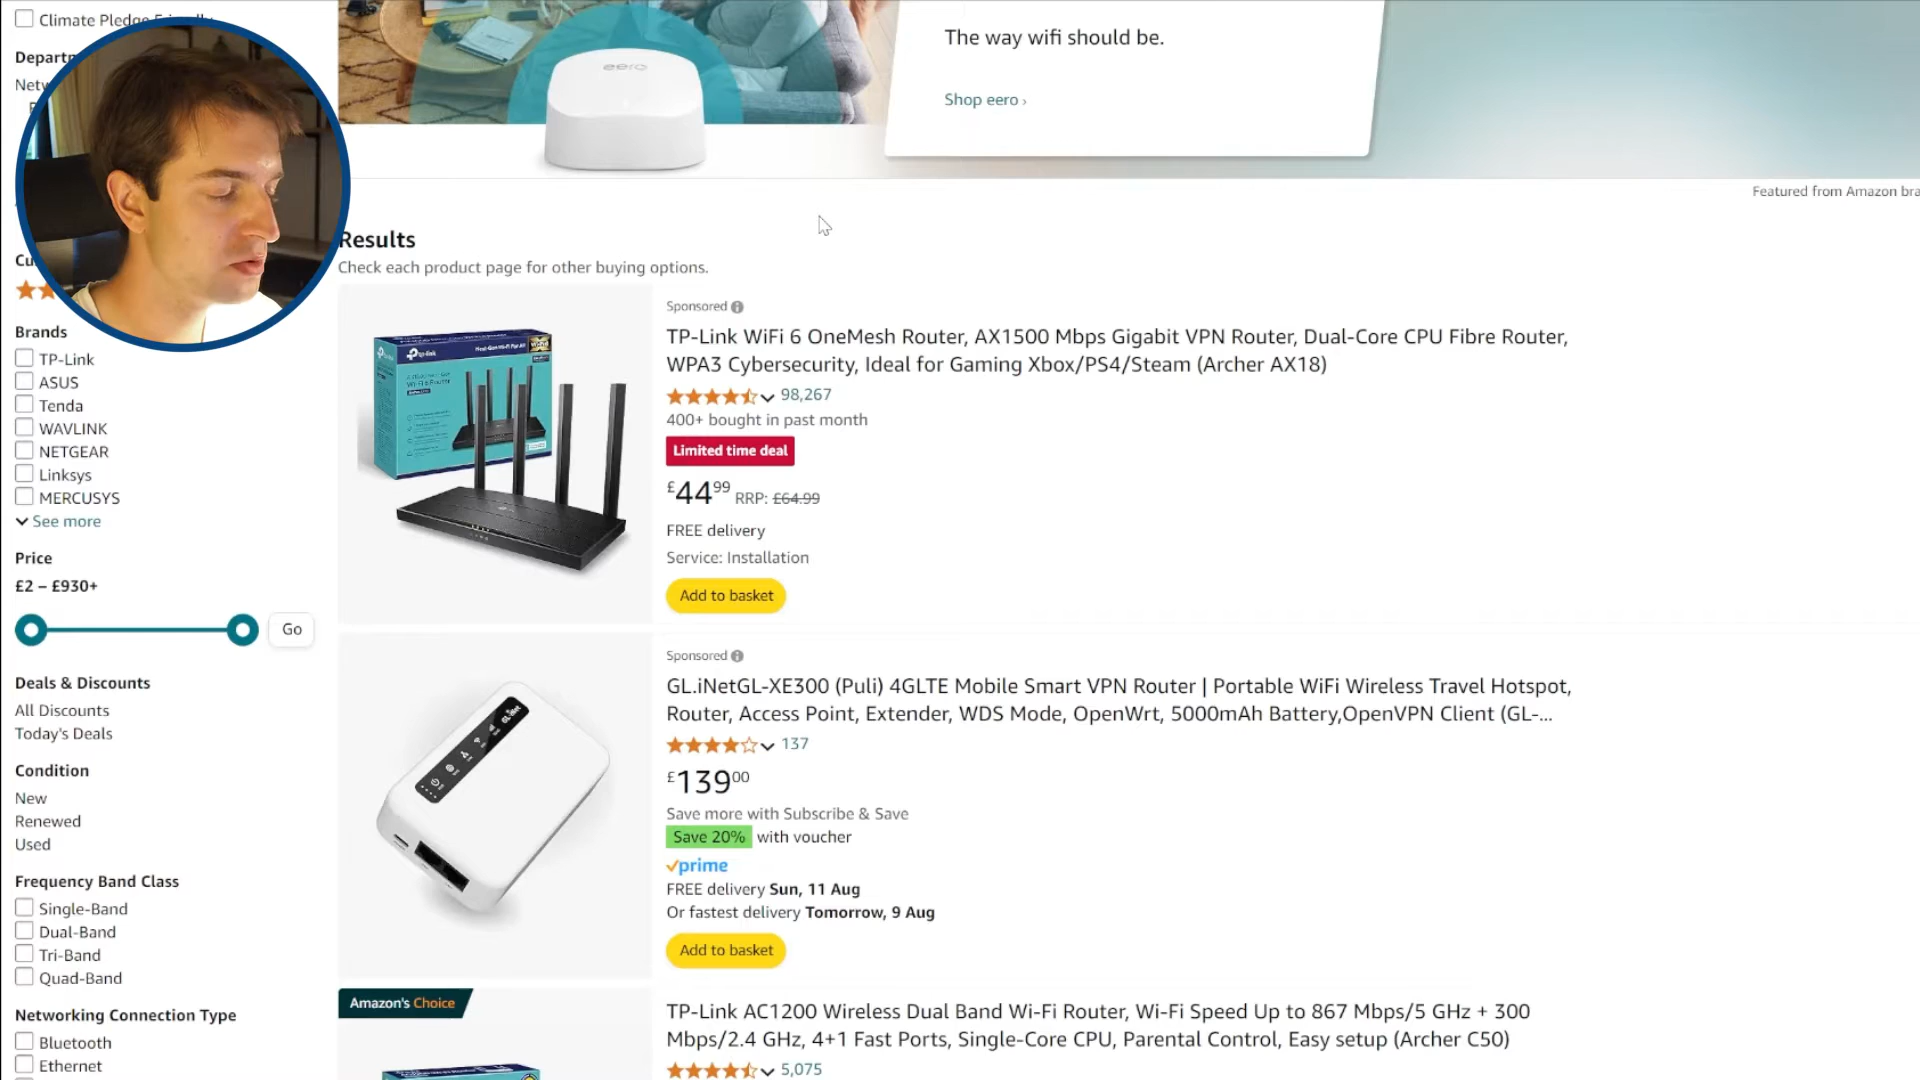 Climate Pledge Friendly
The way wifi should be.
Shop eero ›
eero
Featured from Amazon bra
Results
Check each product page for other buying options.
Brands
TP-Link
ASUS
Tenda
WAVLINK
NETGEAR
Linksys
MERCUSYS
See more
Price
£2 – £930+
Go
Deals & Discounts
All Discounts
Today's Deals
Condition
New
Renewed
Used
Frequency Band Class
Single-Band
Dual-Band
Tri-Band
Quad-Band
Networking Connection Type
Bluetooth
Ethernet
Sponsored
TP-Link WiFi 6 OneMesh Router, AX1500 Mbps Gigabit VPN Router, Dual-Core CPU Fibre Router,
WPA3 Cybersecurity, Ideal for Gaming Xbox/PS4/Steam (Archer AX18)
98,267
400+ bought in past month
Limited time deal
£44.99 RRP: £64.99
FREE delivery
Service: Installation
Add to basket
tp-link
Sponsored
GL.iNetGL-XE300 (Puli) 4GLTE Mobile Smart VPN Router | Portable WiFi Wireless Travel Hotspot,
Router, Access Point, Extender, WDS Mode, OpenWrt, 5000mAh Battery,OpenVPN Client (GL-...
137
£139.00
Save more with Subscribe & Save
Save 20% with voucher
prime
FREE delivery Sun, 11 Aug
Or fastest delivery Tomorrow, 9 Aug
Add to basket
Amazon's Choice
TP-Link AC1200 Wireless Dual Band Wi-Fi Router, Wi-Fi Speed Up to 867 Mbps/5 GHz + 300
Mbps/2.4 GHz, 4+1 Fast Ports, Single-Core CPU, Parental Control, Easy setup (Archer C50)
5,075